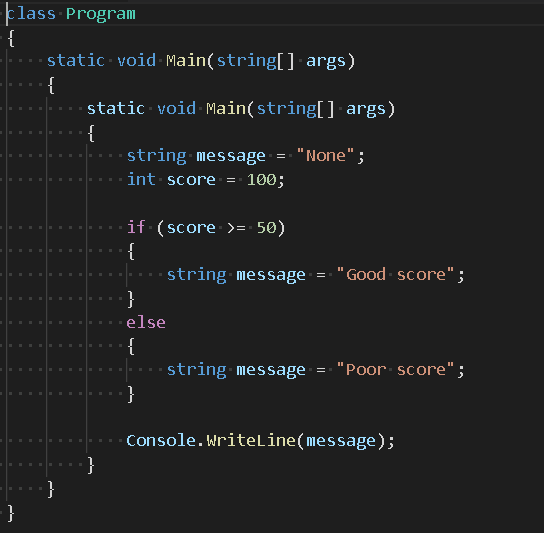 class Program
{
    static void Main(string[] args)
    {
        static void Main(string[] args)
        {
            string message = "None";
            int score = 100;

            if (score >= 50)
            {
                string message = "Good score";
            }
            else
            {
                string message = "Poor score";
            }

            Console.WriteLine(message);
        }
    }
}